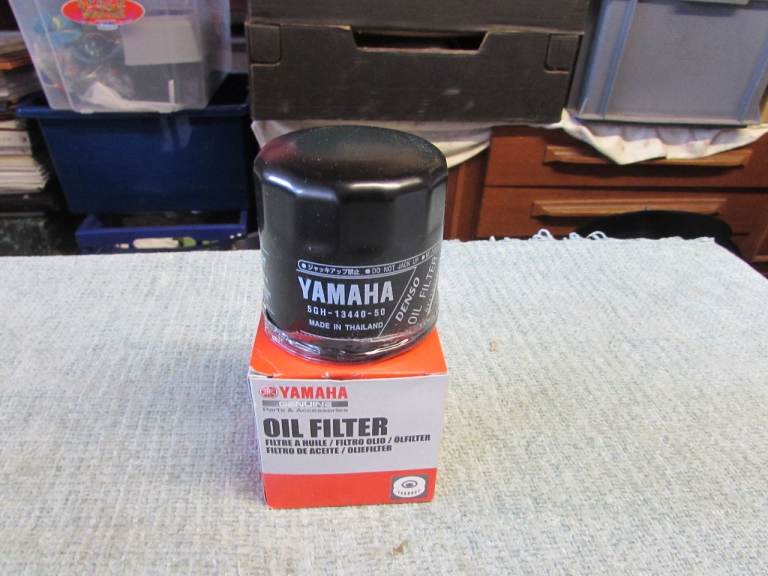 ●ジャッキアップ禁止 ●DO NOT JACK UP
YAMAHA
5GH-13440-50
MADE IN THAILAND
DENSO
OIL FILTER
YAMAHA
GENUINE
Parts & Accessories
OIL FILTER
FILTRE A HUILE / FILTRO OLIO / ÖLFILTER
FILTRO DE ACEITE / OLIEFILTER